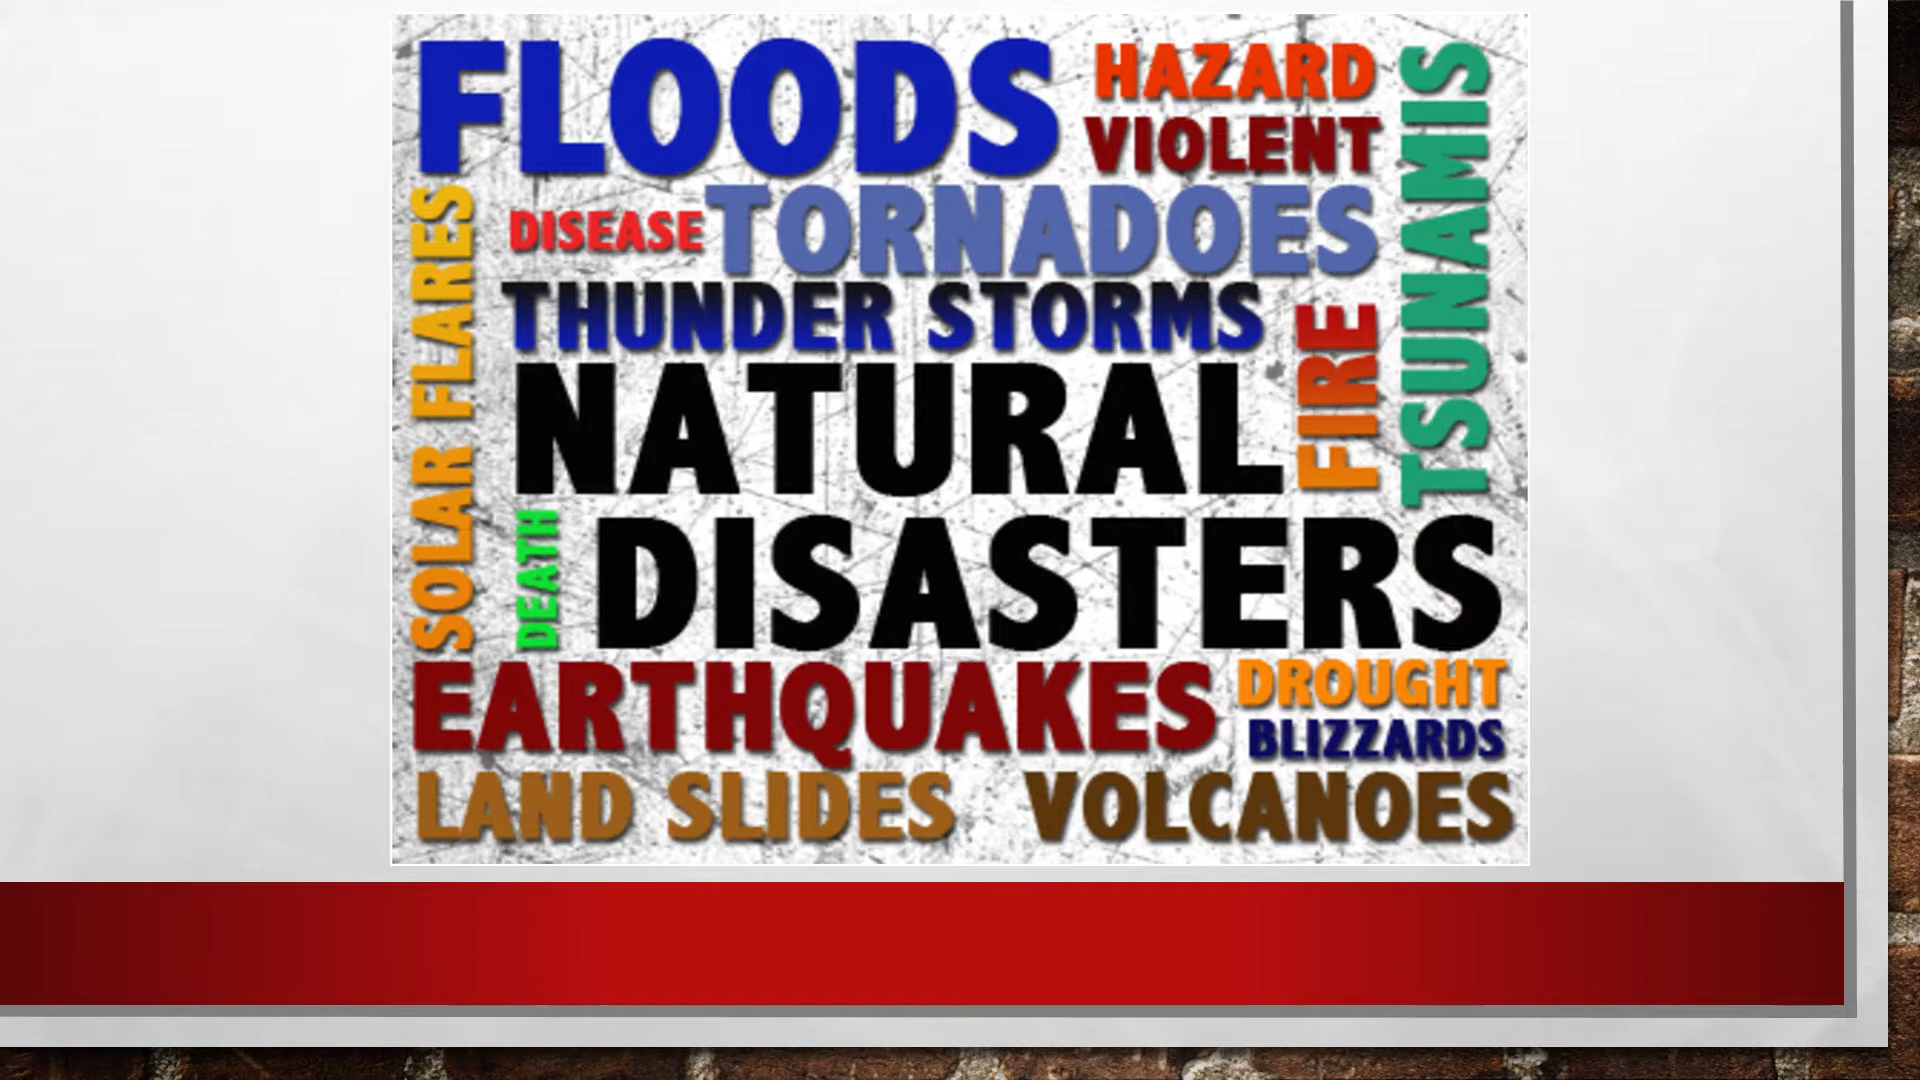 FLOODS
HAZARD
VIOLENT
TSUNAMIS
SOLAR FLARES
DISEASE
TORNADOES
THUNDER STORMS
FIRE
NATURAL
DEATH
DISASTERS
EARTHQUAKES
DROUGHT
BLIZZARDS
LAND SLIDES
VOLCANOES